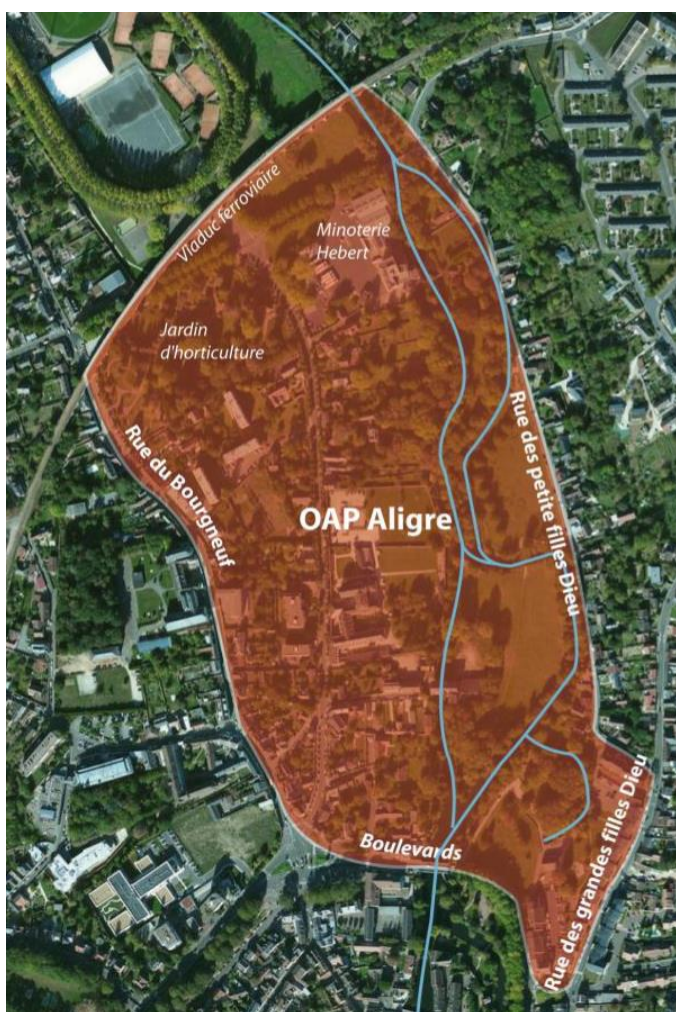 Viaduc ferroviaire
Minoterie
Hebert
Jardin
d'horticulture
Rue du Bourgneuf
OAP Aligre
Rue des petite filles Dieu
Boulevards
Rue des grandes filles Dieu